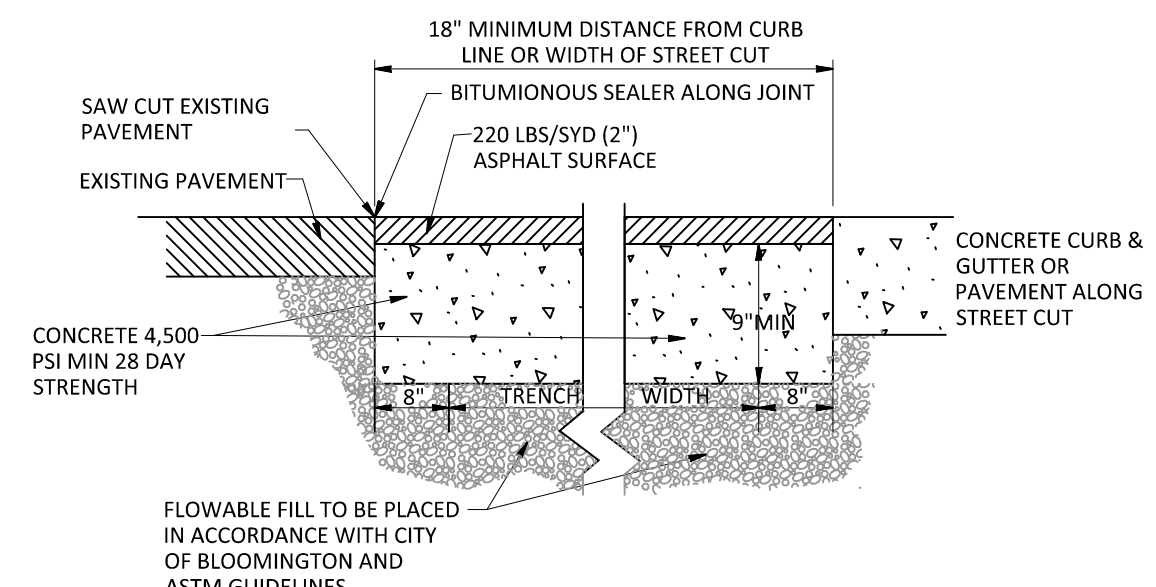 18" MINIMUM DISTANCE FROM CURB
LINE OR WIDTH OF STREET CUT
BITUMIONOUS SEALER ALONG JOINT
SAW CUT EXISTING
PAVEMENT
220 LBS/SYD (2")
ASPHALT SURFACE
EXISTING PAVEMENT
CONCRETE CURB &
GUTTER OR
PAVEMENT ALONG
STREET CUT
9"MIN
CONCRETE 4,500
PSI MIN 28 DAY
STRENGTH
8" TRENCH WIDTH 8"
FLOWABLE FILL TO BE PLACED
IN ACCORDANCE WITH CITY
OF BLOOMINGTON AND
ASTM GUIDELINES